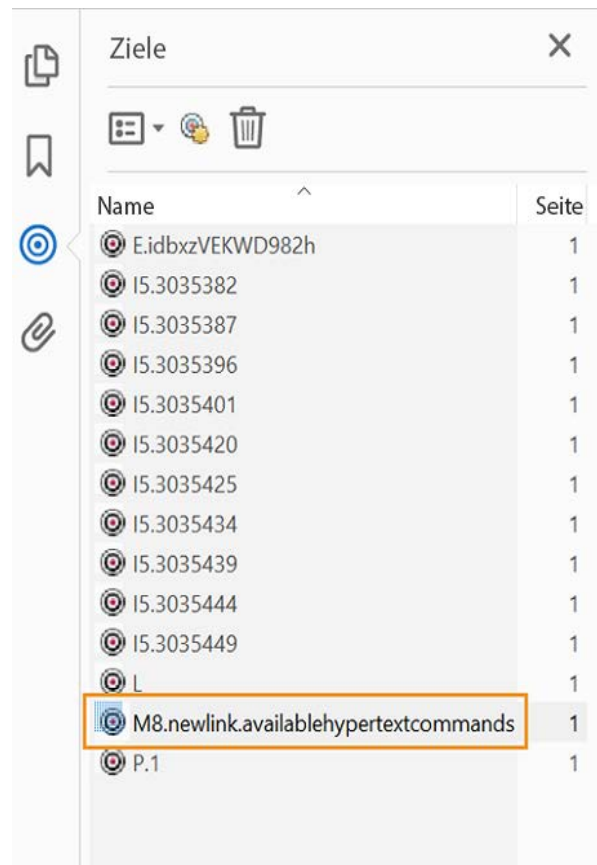 Ziele
Name Seite
E.idbxzVEKWD982h 1
I5.3035382 1
I5.3035387 1
I5.3035396 1
I5.3035401 1
I5.3035420 1
I5.3035425 1
I5.3035434 1
I5.3035439 1
I5.3035444 1
I5.3035449 1
L 1
M8.newlink.availablehypertextcommands 1
P.1 1